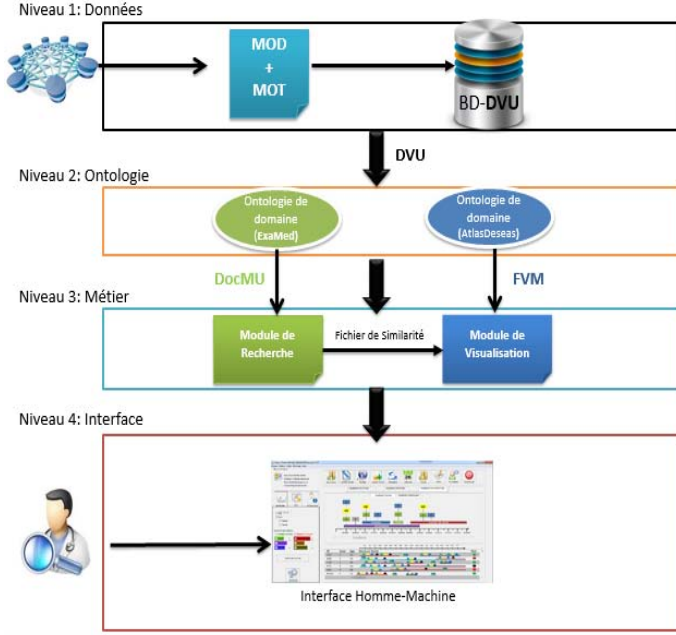 Niveau 1: Données
MOD
+
MOT
BD-DVU
DVU
Niveau 2: Ontologie
Ontologie de
domaine
(ExaMed)
Ontologie de
domaine
(AtlasDeseas)
DocMU
FVM
Niveau 3: Métier
Module de
Recherche
Fichier de Similarité
Module de
Visualisation
Niveau 4: Interface
Interface Homme-Machine